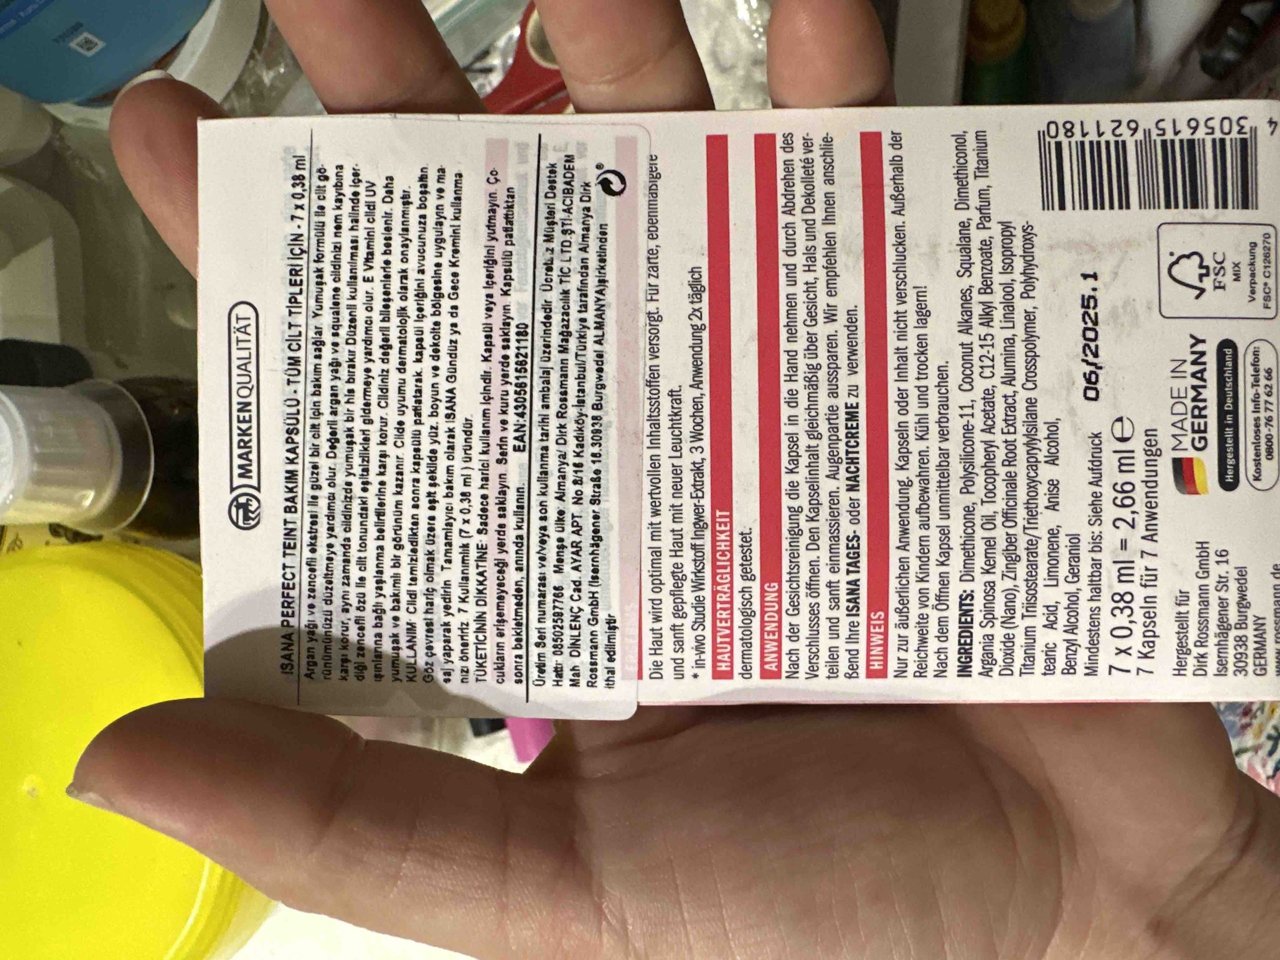 MARKENQUALITÄT
ISANA PERFECT TEINT BAKIM KAPSÜLÜ - TÜM CİLT TİPLERİ İÇİN - 7 x 0,38 ml
Argan yağı ve zencefil ekstresi ile güzel bir cilt için bakım sağlar. Yumuşak formülü ile cilt gö-
rünümünüzü düzeltmeye yardımcı olur. Değerli argan yağı ve squalene cildinizi nem kaybına
karşı korur, aynı zamanda cildinizde yumuşak bir his bırakır. Düzenli kullanılması halinde içer-
diği zencefil özü ile cilt tonundaki eşitsizlikleri gidermeye yardımcı olur. E Vitamini cildi UV
ışınlarına bağlı yaşlanma belirtilerine karşı korur. Cildiniz değerli bileşenlerle beslenir. Daha
yumuşak ve bakımlı bir görünüm kazanır. Cilde uyumu dermatolojik olarak onaylanmıştır.
KULLANIM: Cildi temizledikten sonra kapsülü patlatarak, kapsül içeriğini avucunuza boşaltın
Göz çevresi hariç olmak üzere eşit şekilde yüz, boyun ve dekolte bölgesine uygulayın ve ma-
saj yaparak yedirin. Tamamlayıcı bakım olarak ISANA Gündüz ya da Gece Kremini kullanma-
nızı öneririz. 7 Kullanımlık (7 x 0,38 ml) üründür.
TÜKETİCİNİN DİKKATİNE: Sadece harici kullanım içindir. Kapsül veya içeriğini yutmayın. Ço-
cukların erişemeyeceği yerde saklayın. Serin ve kuru yerde saklayın. Kapsülü patlattıktan
sonra bekletmeden, anında kullanın. EAN:4305615621180
Üretim Seri numarası ve/veya son kullanma tarihi ambalaj üzerindedir. Ücretsiz Müşteri Destek
Hattı: 08502587766 Menşe ülke: Almanya/ Dirk Rossmann Mağazacılık TİC.LTD.ŞTİ-ACIBADEM
Mah. DİNLENÇ Cad. AYAR APT. No 8/16 Kadıköy-İstanbul/Türkiye tarafından Almanya Dirk
Rossmann GmbH (Isernhägener Straße 16.30938 Burgwedel ALMANYA)şirketinden
ithal edilmiştir
Die Haut wird optimal mit wertvollen Inhaltsstoffen versorgt. Für zarte, ebenmäßigere
und sanft gepflegte Haut mit neuer Leuchtkraft.
* in-vivo Studie Wirkstoff Ingwer-Extrakt, 3 Wochen, Anwendung 2x täglich
HAUTVERTRÄGLICHKEIT
dermatologisch getestet.
ANWENDUNG
Nach der Gesichtsreinigung die Kapsel in die Hand nehmen und durch Abdrehen des
Verschlusses öffnen. Den Kapselinhalt gleichmäßig über Gesicht, Hals und Dekolleté ver-
teilen und sanft einmassieren. Augenpartie aussparen. Wir empfehlen Ihnen anschlie-
ßend Ihre ISANA TAGES- oder NACHTCREME zu verwenden.
HINWEIS
Nur zur äußerlichen Anwendung. Kapseln oder Inhalt nicht verschlucken. Außerhalb der
Reichweite von Kindern aufbewahren. Kühl und trocken lagern!
Nach dem Öffnen Kapsel unmittelbar verbrauchen.
INGREDIENTS: Dimethicone, Polysilicone-11, Coconut Alkanes, Squalane, Dimethiconol,
Argania Spinosa Kernel Oil, Tocopheryl Acetate, C12-15 Alkyl Benzoate, Parfum, Titanium
Dioxide (Nano), Zingiber Officinale Root Extract, Alumina, Linalool, Isopropyl
Titanium Triisostearate/Triethoxycaprylylsilane Crosspolymer, Polyhydroxys-
tearic Acid, Limonene, Anise Alcohol,
Benzyl Alcohol, Geraniol
Mindestens haltbar bis: Siehe Aufdruck 06/2025.1
7 x 0,38 ml = 2,66 ml e
7 Kapseln für 7 Anwendungen
Hergestellt für
Dirk Rossmann GmbH
Isernhägener Str. 16
30938 Burgwedel
GERMANY
MADE IN
GERMANY
Hergestellt in Deutschland
Kostenloses Info-Telefon:
0800-76 77 62 66
FSC
MIX
Verpackung
FSC® C126270
4 305615 621180